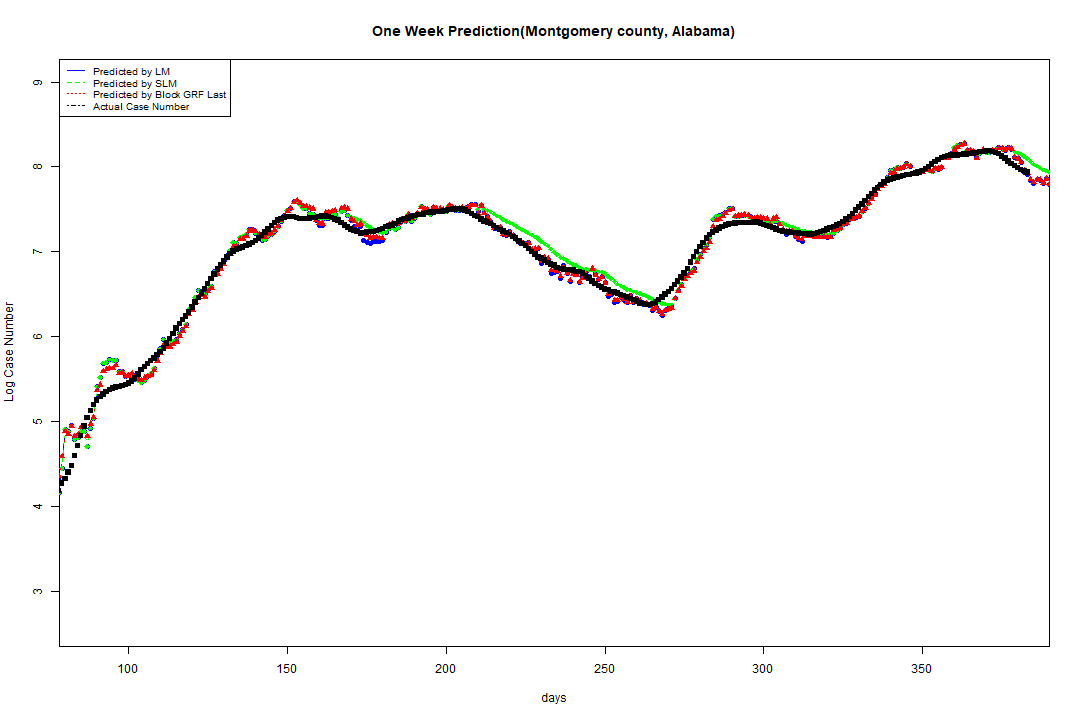 One Week Prediction(Montgomery county, Alabama)
Predicted by LM
Predicted by SLM
Predicted by Block GRF Last
Actual Case Number
9
8
7
6
5
4
3
Log Case Number
100 150 200 250 300 350
days